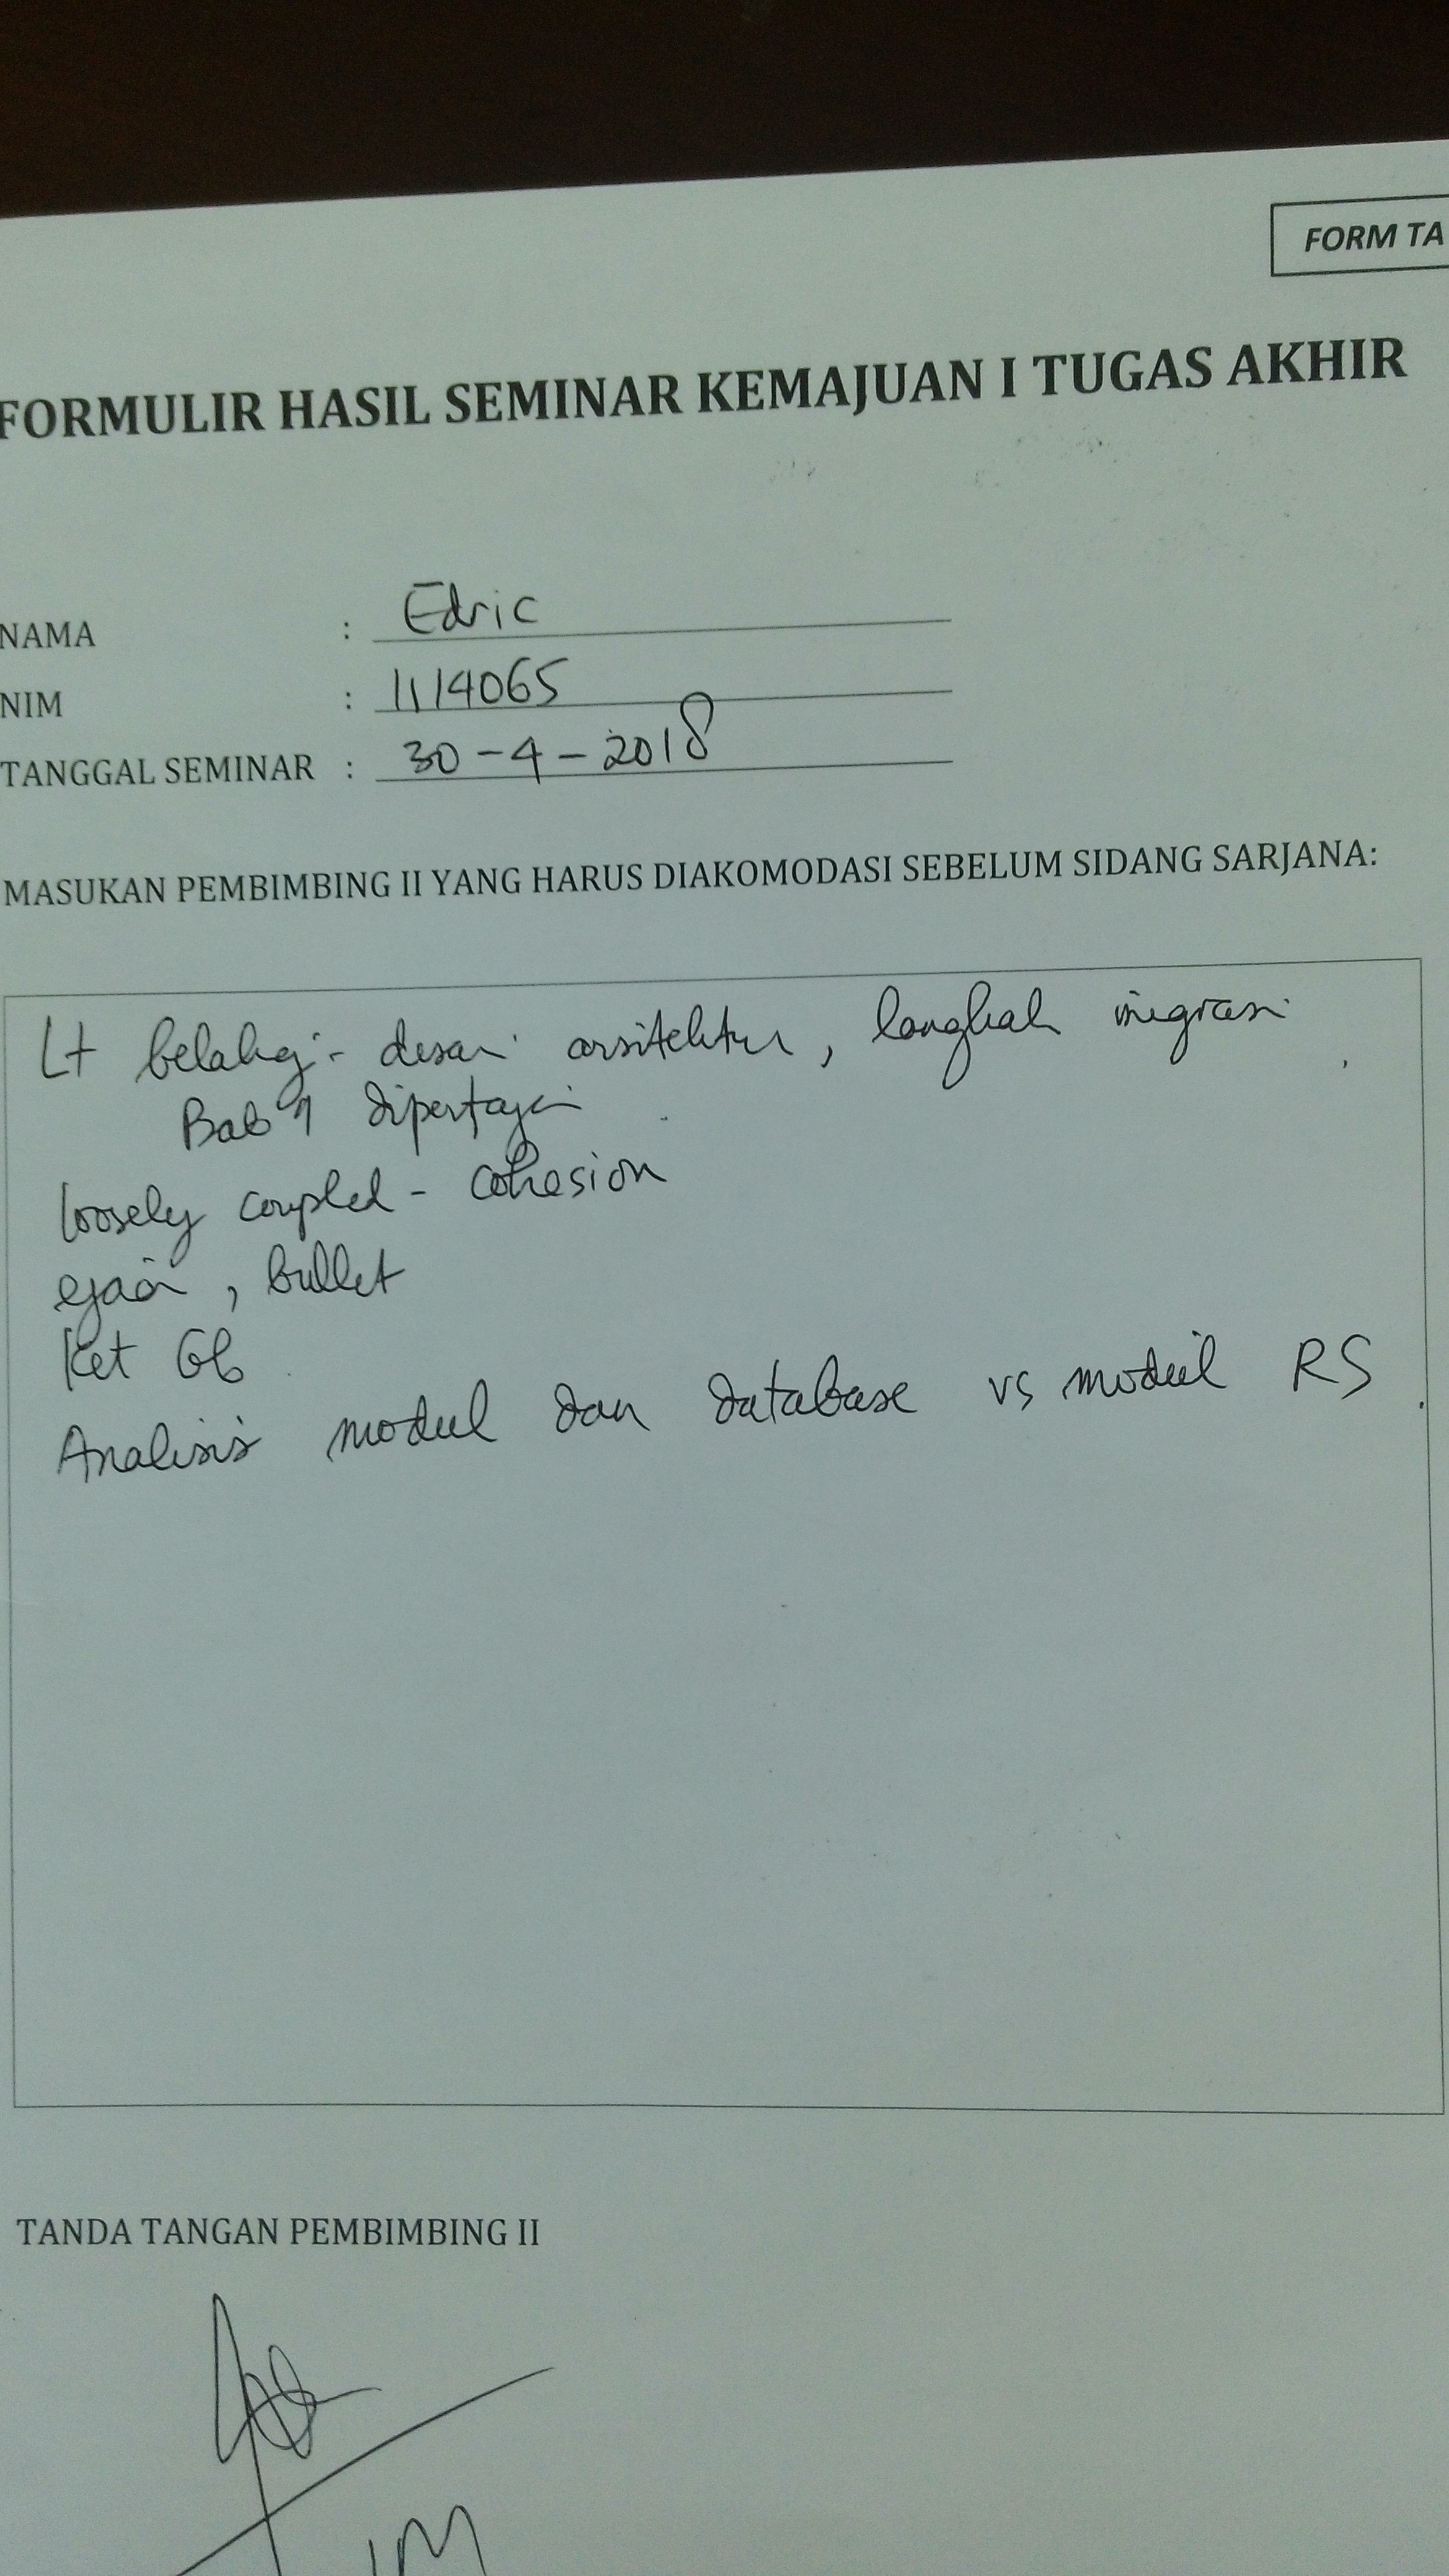 FORM TA
FORMULIR HASIL SEMINAR KEMAJUAN I TUGAS AKHIR
NAMA : Edric
NIM : 1114065
TANGGAL SEMINAR : 30-4-2018
MASUKAN PEMBIMBING II YANG HARUS DIAKOMODASI SEBELUM SIDANG SARJANA:
Lt belakg - desain arsitektur, langkah migrasi
Bab 1 dipertajam
loosely coupled - cohesion
ejaan, bullet
Ket Gb
Analisis modul dan database vs modul RS
TANDA TANGAN PEMBIMBING II